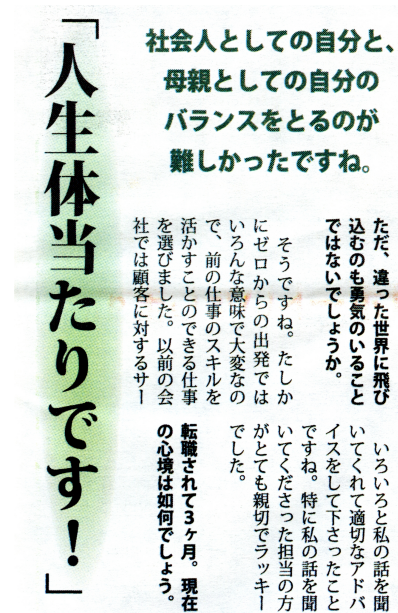 社会人としての自分と、
母親としての自分の
バランスをとるのが
難しかったですね。
「人生体当たりです！」
ただ、違った世界に飛び
込むのも勇気のいること
ではないでしょうか。
そうですね。たしか
にゼロからの出発では
いろんな意味で大変なの
で、前の仕事のスキルを
活かすことのできる仕事
を選びました。以前の会
社では顧客に対するサー
いろいろと私の話を聞
いてくれて適切なアドバ
イスをして下さったこと
ですね。特に私の話を聞
いてくださった担当の方
がとても親切でラッキー
でした。
転職されて3ヶ月。現在
の心境は如何でしょう。